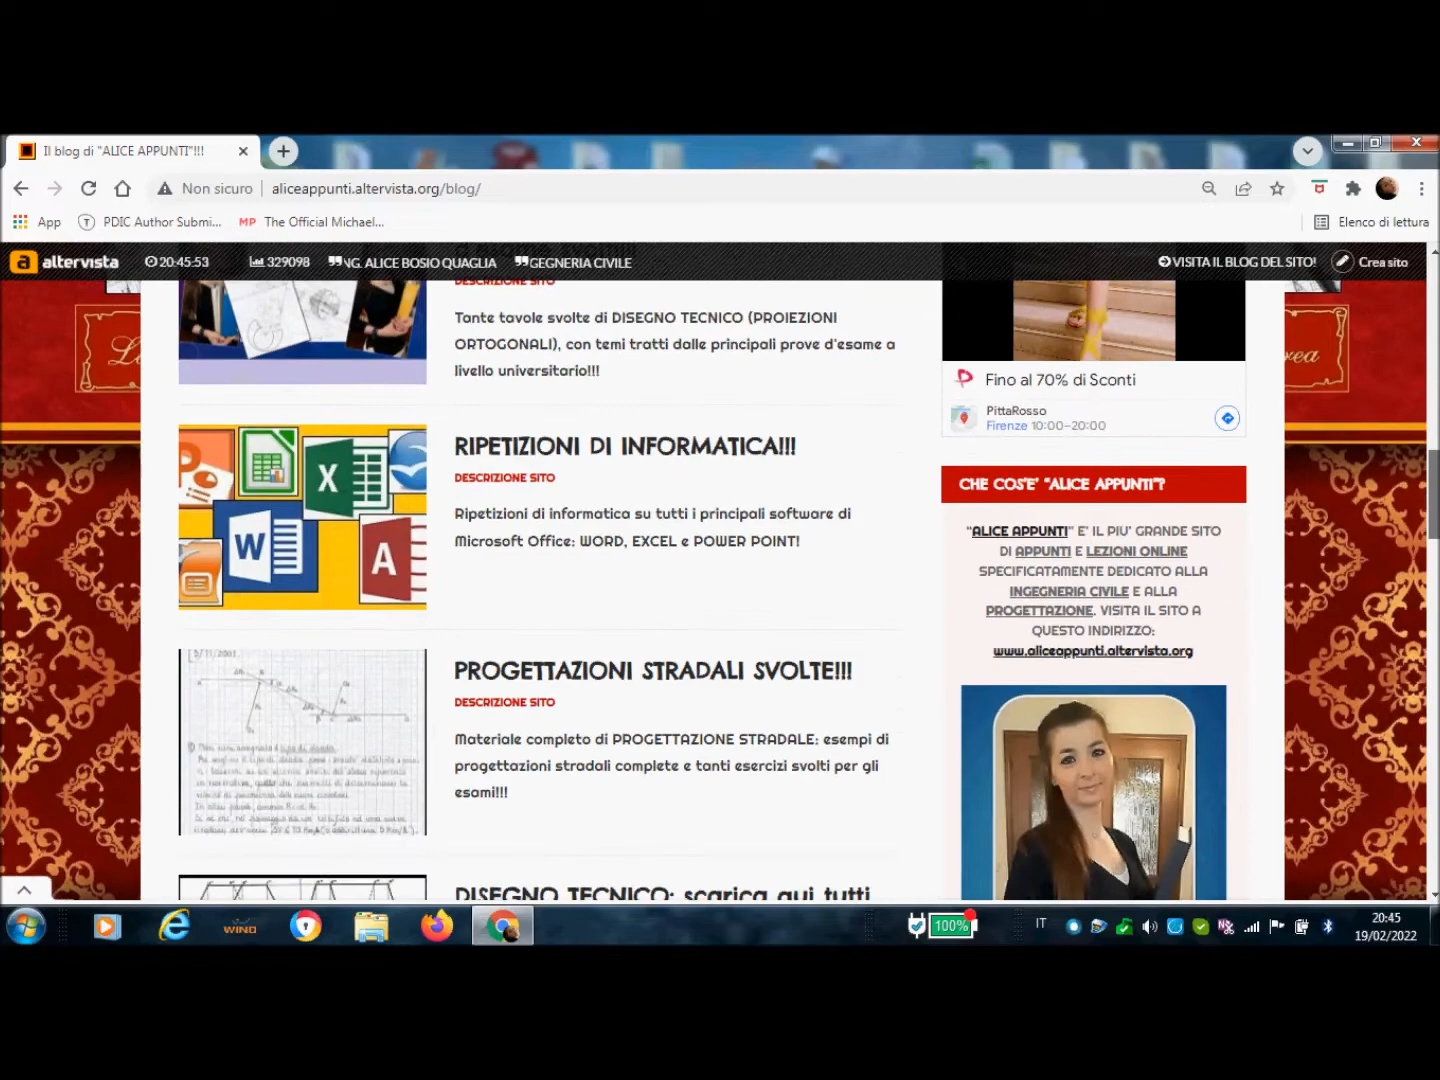 Il blog di "ALICE APPUNTI"!!!
Non sicuro
aliceappunti.altervista.org/blog/
App
PDIC Author Submi...
MP The Official Michael...
Elenco di lettura
altervista
20:45:53
329098
NG. ALICE BOSIO QUAGLIA
GEGNERIA CIVILE
VISITA IL BLOG DEL SITO!
Crea sito
DESCRIZIONE SITO
Tante tavole svolte di DISEGNO TECNICO (PROIEZIONI
ORTOGONALI), con temi tratti dalle principali prove d'esame a
livello universitario!!!
RIPETIZIONI DI INFORMATICA!!!
DESCRIZIONE SITO
Ripetizioni di informatica su tutti i principali software di
Microsoft Office: WORD, EXCEL e POWER POINT!
PROGETTAZIONI STRADALI SVOLTE!!!
DESCRIZIONE SITO
Materiale completo di PROGETTAZIONE STRADALE: esempi di
progettazioni stradali complete e tanti esercizi svolti per gli
esami!!!
DISEGNO TECNICO: scarica qui tutti
Fino al 70% di Sconti
PittaRosso
Firenze 10:00–20:00
CHE COS'E' "ALICE APPUNTI"?
"ALICE APPUNTI" E' IL PIU' GRANDE SITO
DI APPUNTI E LEZIONI ONLINE
SPECIFICATAMENTE DEDICATO ALLA
INGEGNERIA CIVILE E ALLA
PROGETTAZIONE. VISITA IL SITO A
QUESTO INDIRIZZO:
www.aliceappunti.altervista.org
P
X
W
A
WIND
100%
IT
20:45
19/02/2022